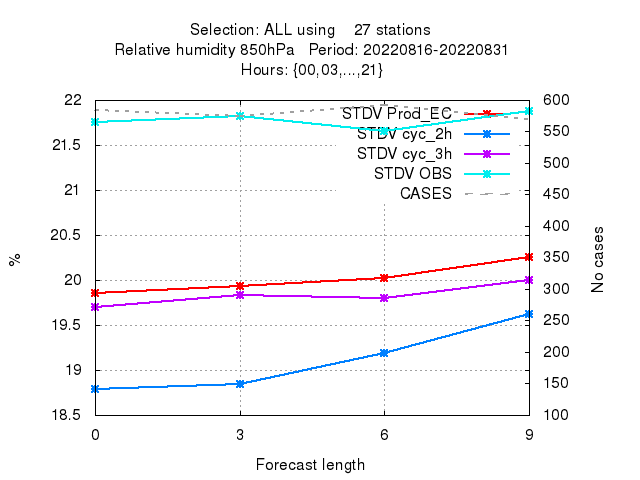 Selection: ALL using 27 stations
Relative humidity 850hPa Period: 20220816-20220831
Hours: {00,03,...,21}
22 600
STDV Prod_EC
21.5 550
STDV cyc_2h
STDV cyc_3h
500
STDV OBS
21 450
CASES
400
20.5 350
%
No cases
20 300
19.5 250
200
19 150
18.5 100
0 3 6 9
Forecast length